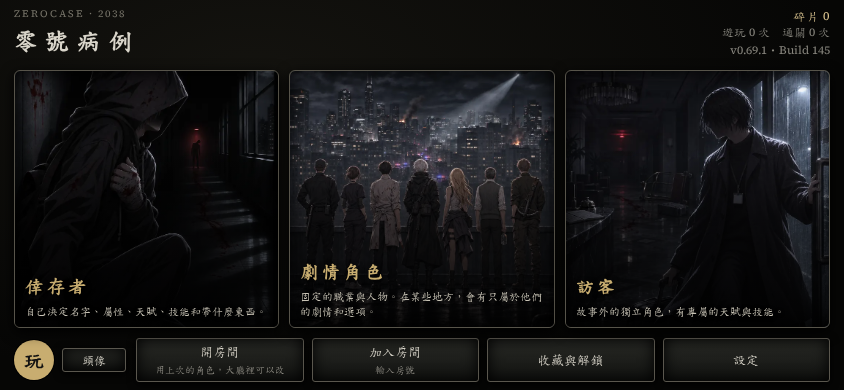 ZEROCASE · 2038
零號病例
碎片 0
遊玩 0 次 通關 0 次
v0.69.1 · Build 145
倖存者
自己決定名字、屬性、天賦、技能和帶什麼東西。
劇情角色
固定的職業與人物。在某些地方，會有只屬於他們
的劇情和選項。
訪客
故事外的獨立角色，有專屬的天賦與技能。
玩
頭像
開房間
用上次的角色，大廳裡可以改
加入房間
輸入房號
收藏與解鎖
設定